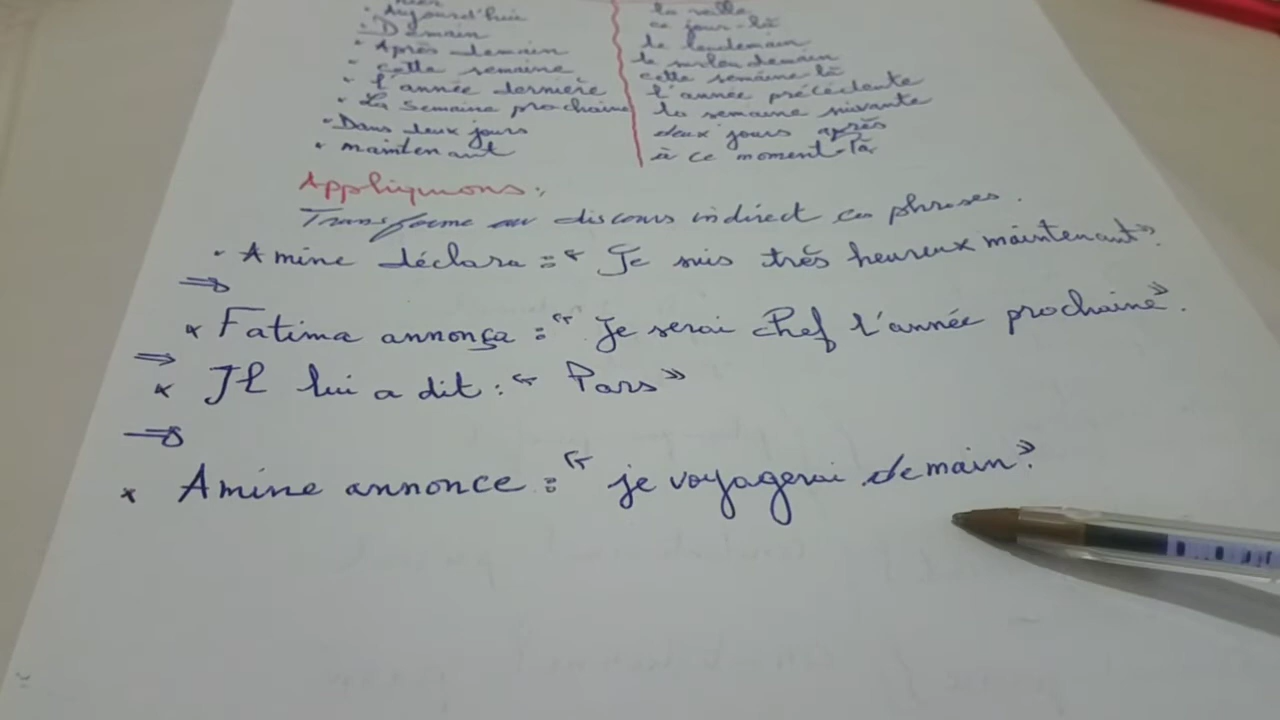 hier la veille
• Aujourd'hui ce jour-là
• Demain le lendemain
• Après demain le surlendemain
• cette semaine cette semaine là
• l'année dernière l'année précédente
• La semaine prochaine la semaine suivante
• Dans deux jours deux jours après
• maintenant à ce moment-là
Appliquons :
Transforme au discours indirect ces phrases.
• Amine déclara : « Je suis très heureux maintenant ».
⇒
* Fatima annonça : « Je serai chef l'année prochaine ».
⇒
* Il lui a dit : « Pars »
⇒
* Amine annonce : « je voyagerai demain ».